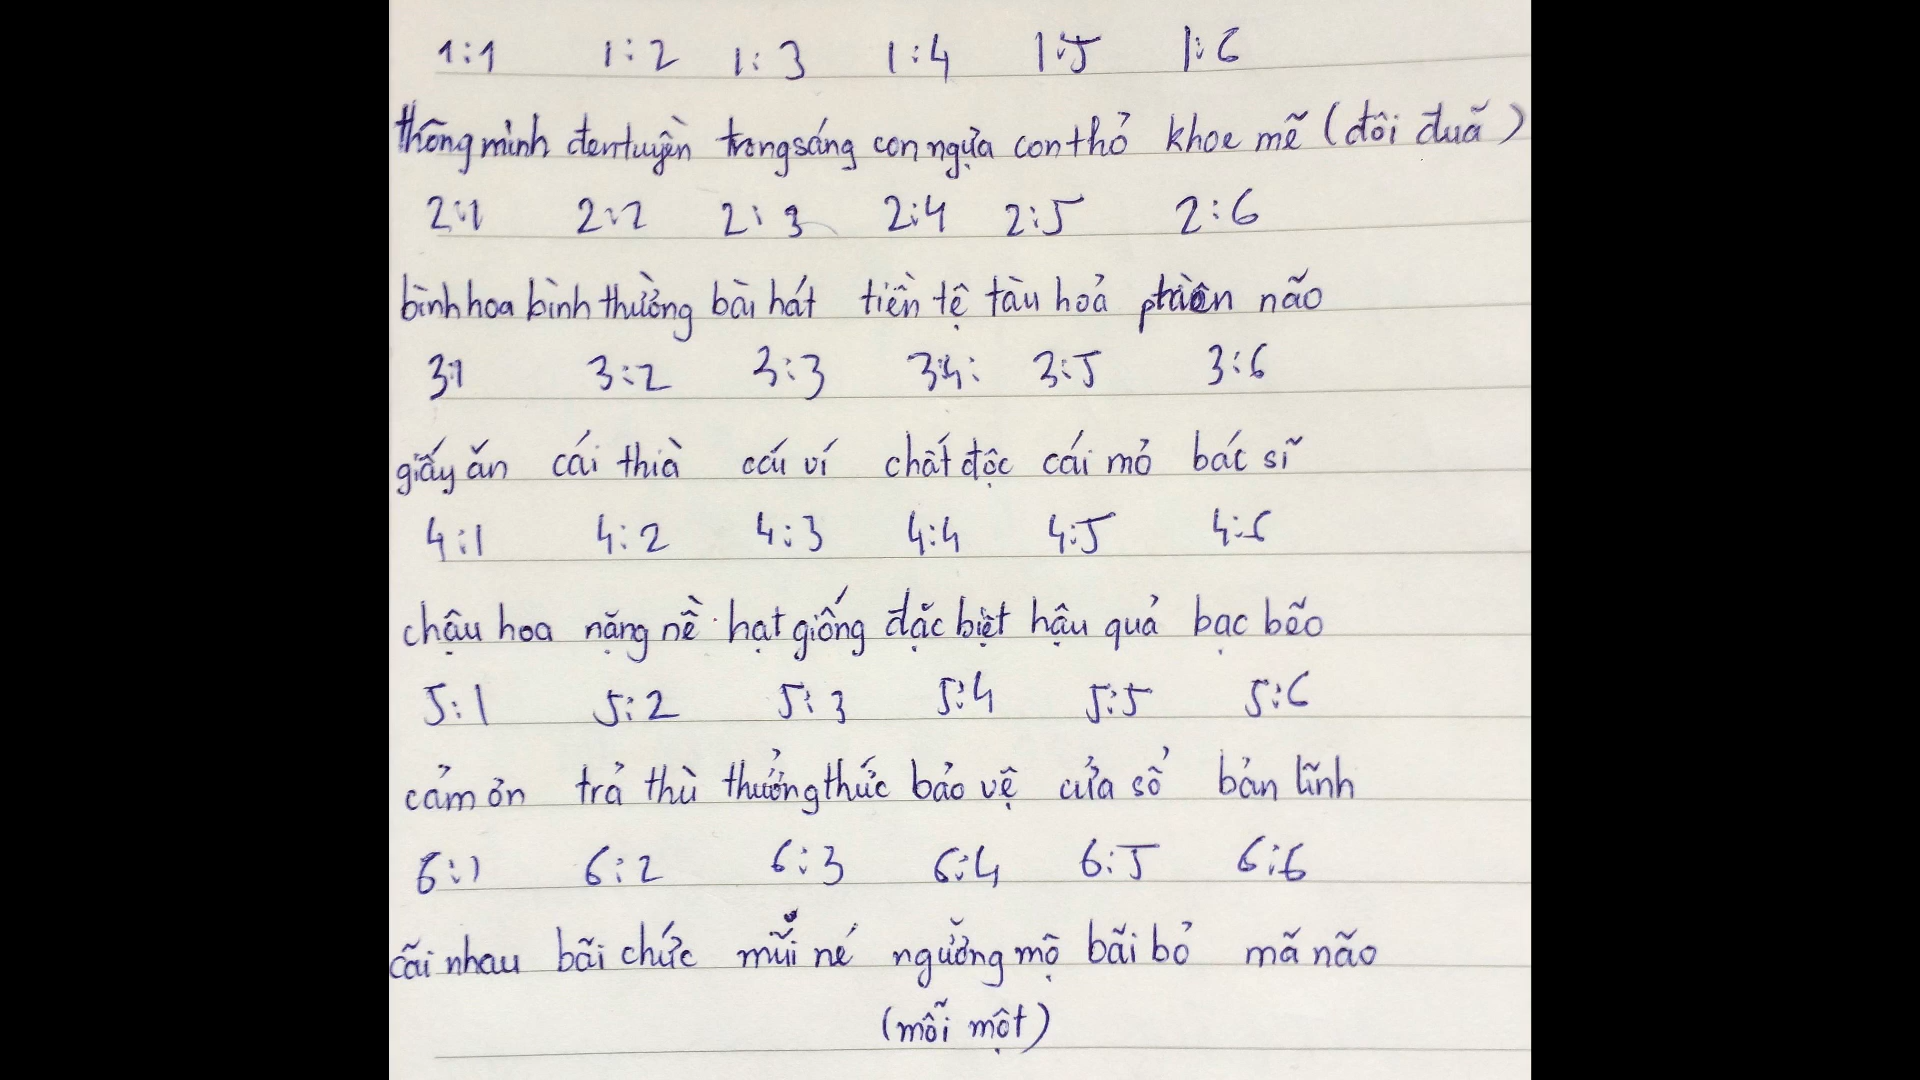 1:1 1:2 1:3 1:4 1:5 1:6
thông minh đen tuyền trong sáng con ngựa con thỏ khoẻ mẽ (đôi đuã)
2:1 2:2 2:3 2:4 2:5 2:6
bình hoa bình thường bài hát tiền tệ tàu hoả não
3:1 3:2 3:3 3:4: 3:5 3:6
giấy ăn cái thià cái ví chất độc cái mỏ bác sĩ
4:1 4:2 4:3 4:4 4:5
chậu hoa nặng nề hạt giống đặc biệt hậu quả bạc bẽo
5:1 5:2 5:3 5:4 5:5 5:6
cảm ơn trả thù thưởng thức bảo vệ cửa sổ bản lĩnh
6:1 6:2 6:3 6:4 6:5 6:6
cãi nhau bãi chức né ngưỡng mộ bãi bỏ mã não
(mỗi một)